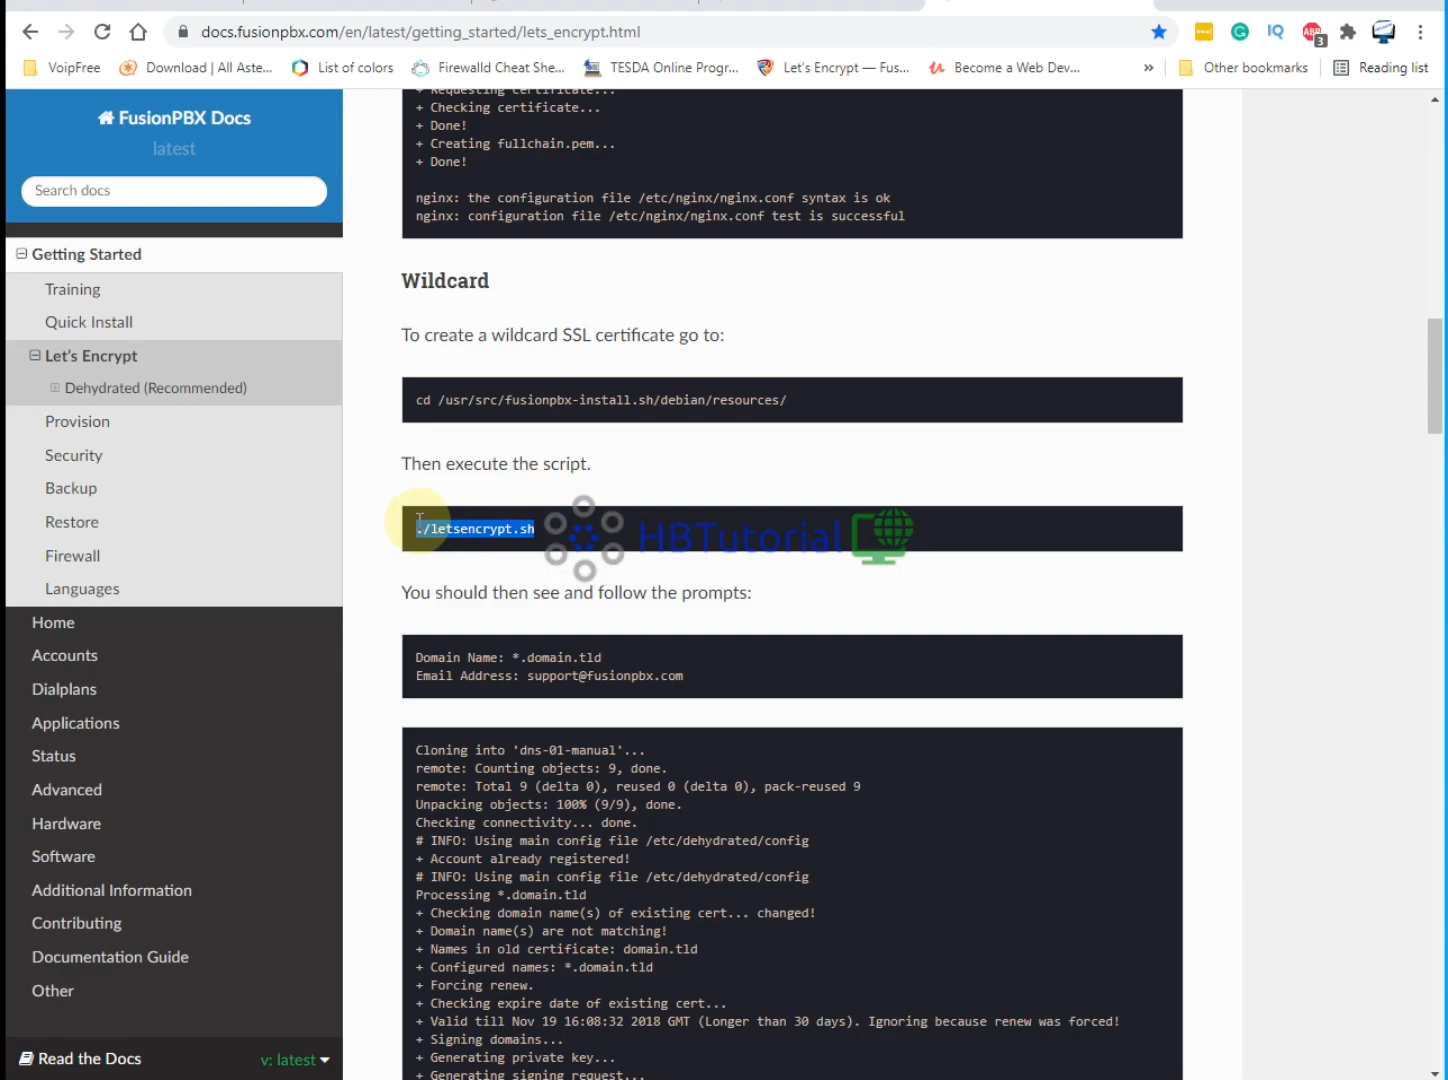 docs.fusionpbx.com/en/latest/getting_started/lets_encrypt.html
ABP
3
IQ
VoipFree
Download | All Aste...
List of colors
Firewalld Cheat She...
TESDA Online Progr...
Let's Encrypt — Fus...
Become a Web Dev...
»
Other bookmarks
Reading list
FusionPBX Docs
latest
Search docs
Getting Started
Training
Quick Install
Let's Encrypt
Dehydrated (Recommended)
Provision
Security
Backup
Restore
Firewall
Languages
Home
Accounts
Dialplans
Applications
Status
Advanced
Hardware
Software
Additional Information
Contributing
Documentation Guide
Other
Read the Docs
v: latest
+ Requesting certificate...
+ Checking certificate...
+ Done!
+ Creating fullchain.pem...
+ Done!
nginx: the configuration file /etc/nginx/nginx.conf syntax is ok
nginx: configuration file /etc/nginx/nginx.conf test is successful
Wildcard
To create a wildcard SSL certificate go to:
cd /usr/src/fusionpbx-install.sh/debian/resources/
Then execute the script.
./letsencrypt.sh
HBTutorial
You should then see and follow the prompts:
Domain Name: *.domain.tld
Email Address: support@fusionpbx.com
Cloning into 'dns-01-manual'...
remote: Counting objects: 9, done.
remote: Total 9 (delta 0), reused 0 (delta 0), pack-reused 9
Unpacking objects: 100% (9/9), done.
Checking connectivity... done.
# INFO: Using main config file /etc/dehydrated/config
+ Account already registered!
# INFO: Using main config file /etc/dehydrated/config
Processing *.domain.tld
+ Checking domain name(s) of existing cert... changed!
+ Domain name(s) are not matching!
+ Names in old certificate: domain.tld
+ Configured names: *.domain.tld
+ Forcing renew.
+ Checking expire date of existing cert...
+ Valid till Nov 19 16:08:32 2018 GMT (Longer than 30 days). Ignoring because renew was forced!
+ Signing domains...
+ Generating private key...
+ Generating signing request...